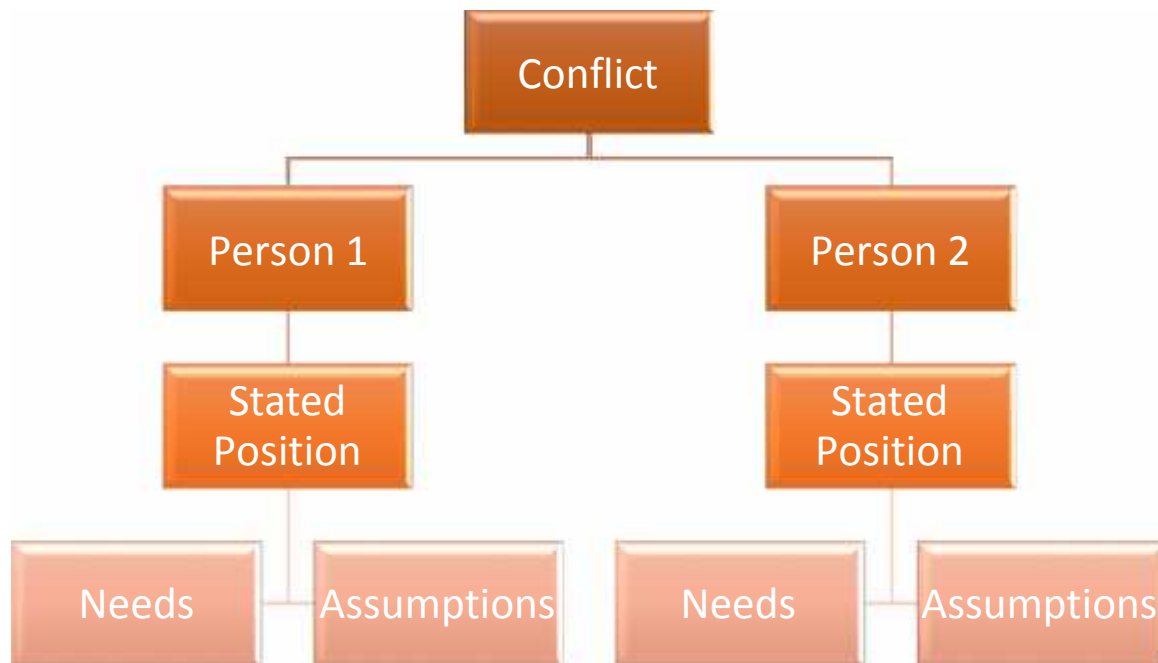 Conflict
Person 1
Person 2
Stated
Position
Stated
Position
Needs
Assumptions
Needs
Assumptions